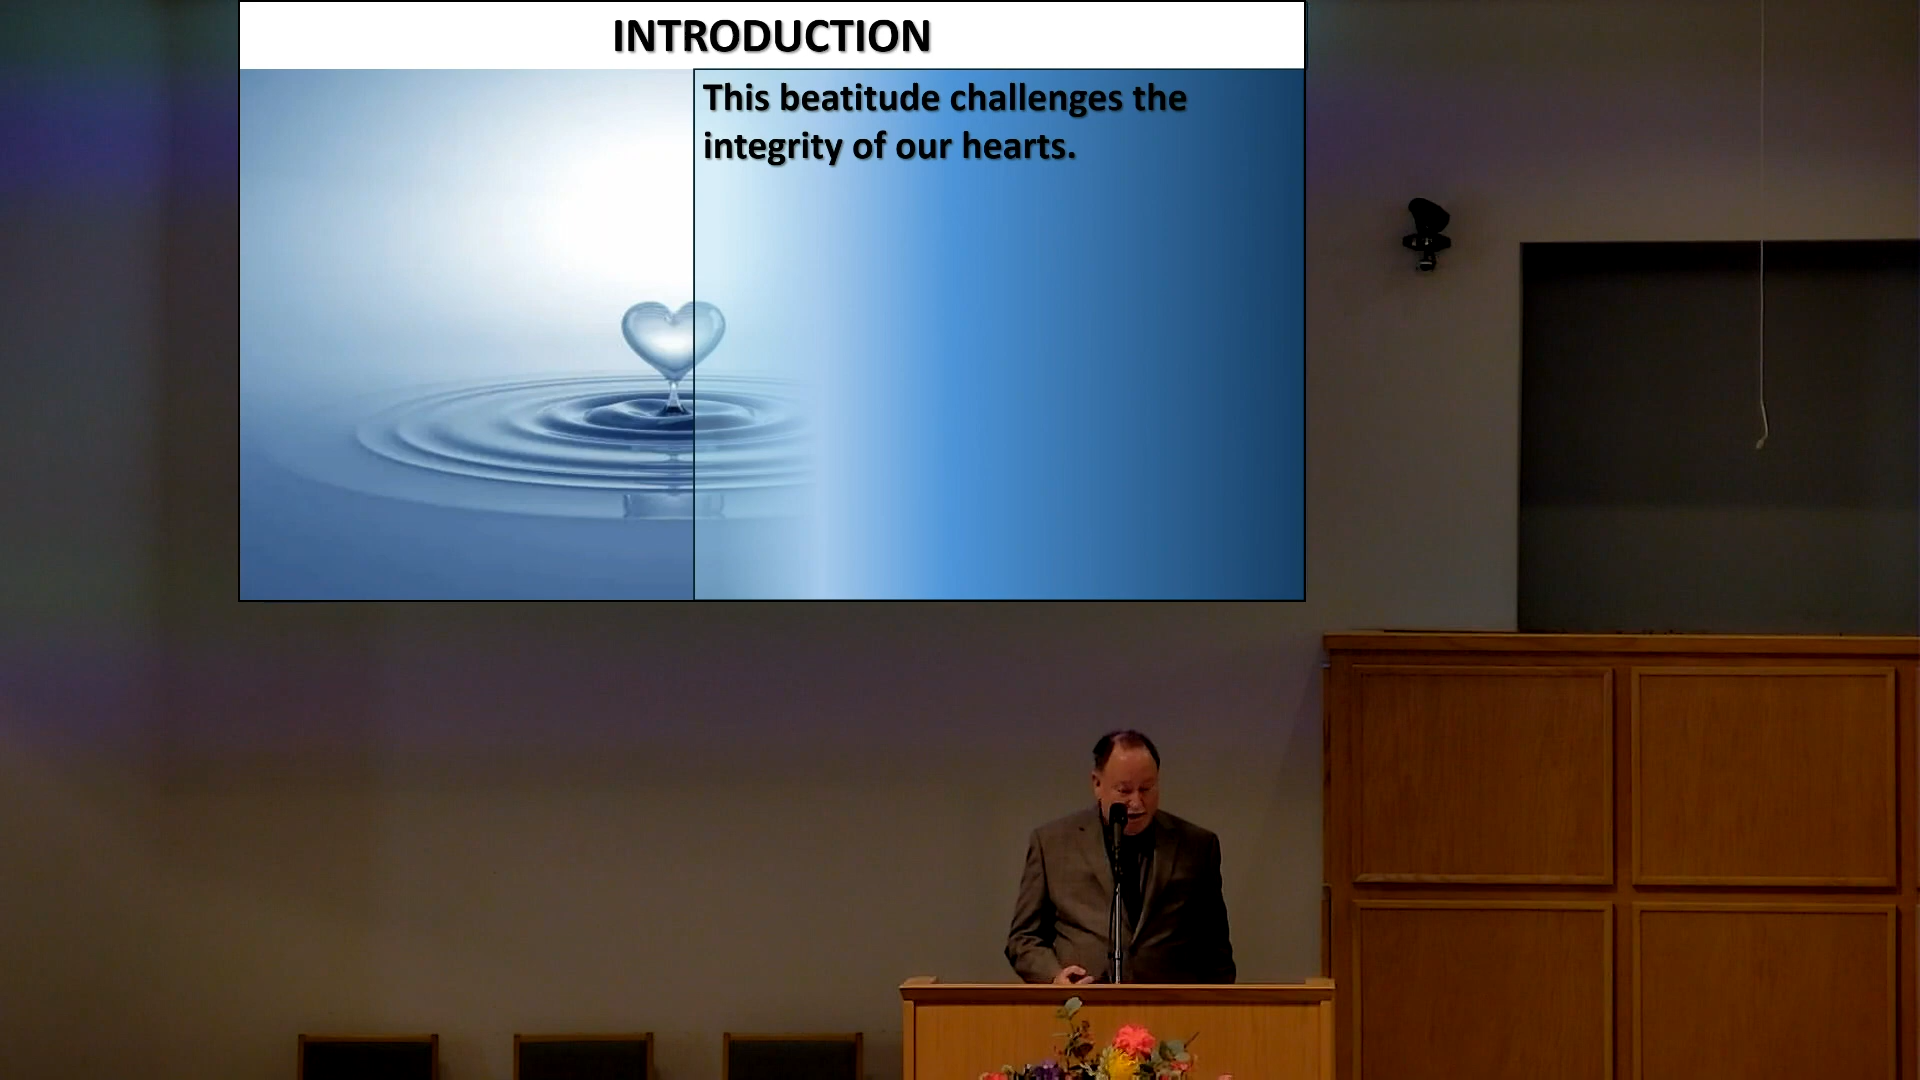 INTRODUCTION
This beatitude challenges the
integrity of our hearts.